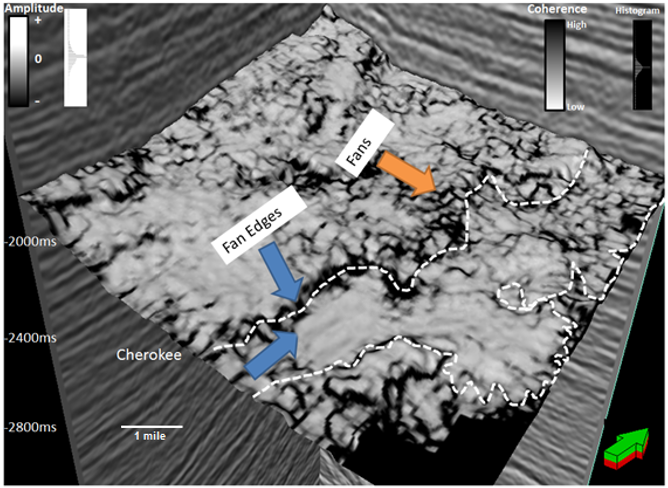 Amplitude
+
0
-
Coherence
High
Low
Histogram
Fans
Fan Edges
-2000ms
-2400ms
Cherokee
-2800ms
1 mile